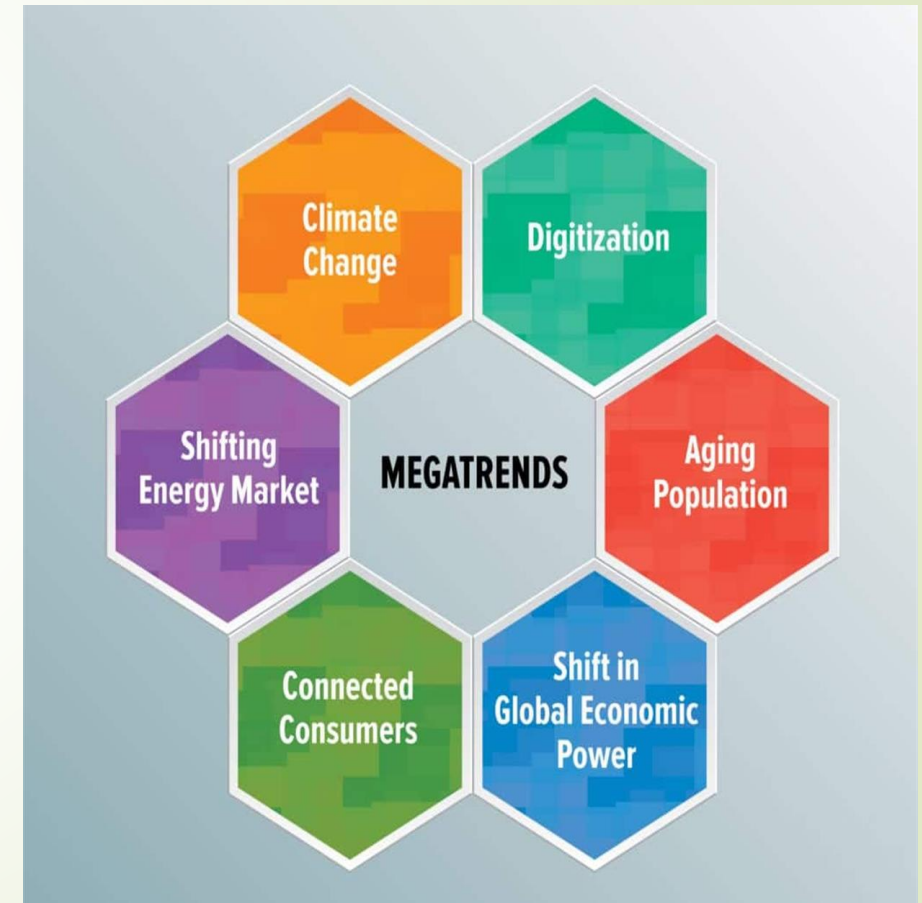 Climate
Change
Digitization
Shifting
Energy Market
MEGATRENDS
Aging
Population
Connected
Consumers
Shift in
Global Economic
Power